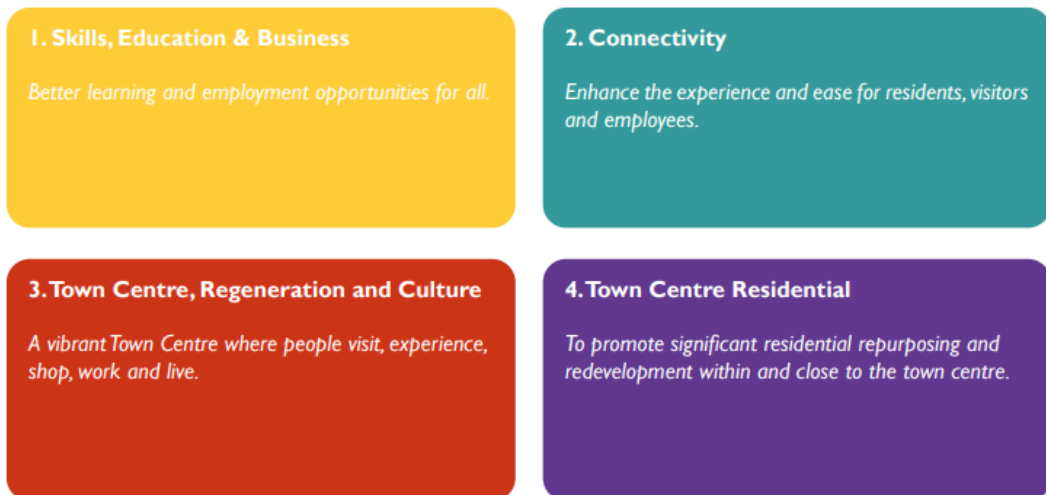 1. Skills, Education & Business
Better learning and employment opportunities for all.
2. Connectivity
Enhance the experience and ease for residents, visitors
and employees.
3. Town Centre, Regeneration and Culture
A vibrant Town Centre where people visit, experience,
shop, work and live.
4. Town Centre Residential
To promote significant residential repurposing and
redevelopment within and close to the town centre.